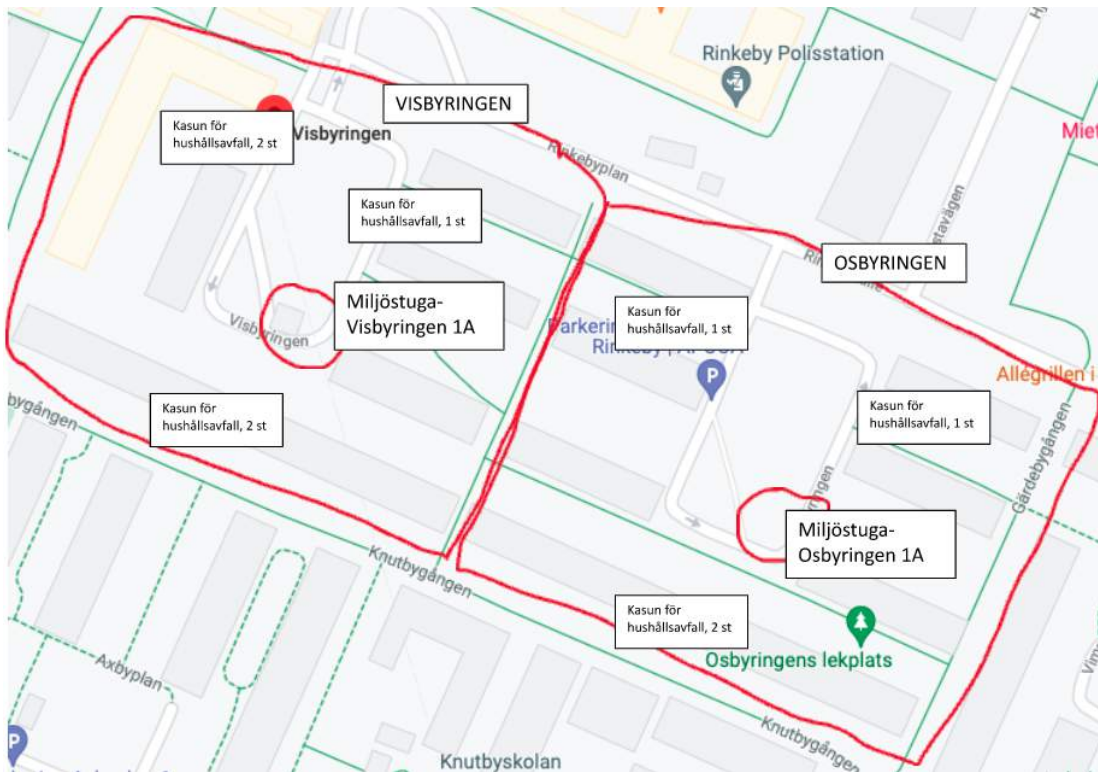 Rinkeby Polisstation
VISBYRINGEN
Kasun för
hushållsavfall, 2 st
Visbyringen
Rinkebyplan
Kasun för
hushållsavfall, 1 st
OSBYRINGEN
Miljöstuga-
Visbyringen 1A
Visbyringen
Kasun för
hushållsavfall, 1 st
Allégrillen i
Kasun för
hushållsavfall, 2 st
Kasun för
hushållsavfall, 1 st
Gärdebygången
Miljöstuga-
Osbyringen 1A
Knutbygången
Kasun för
hushållsavfall, 2 st
Osbyringens lekplats
Axbyplan
Knutbygången
Knutbyskolan
P
P